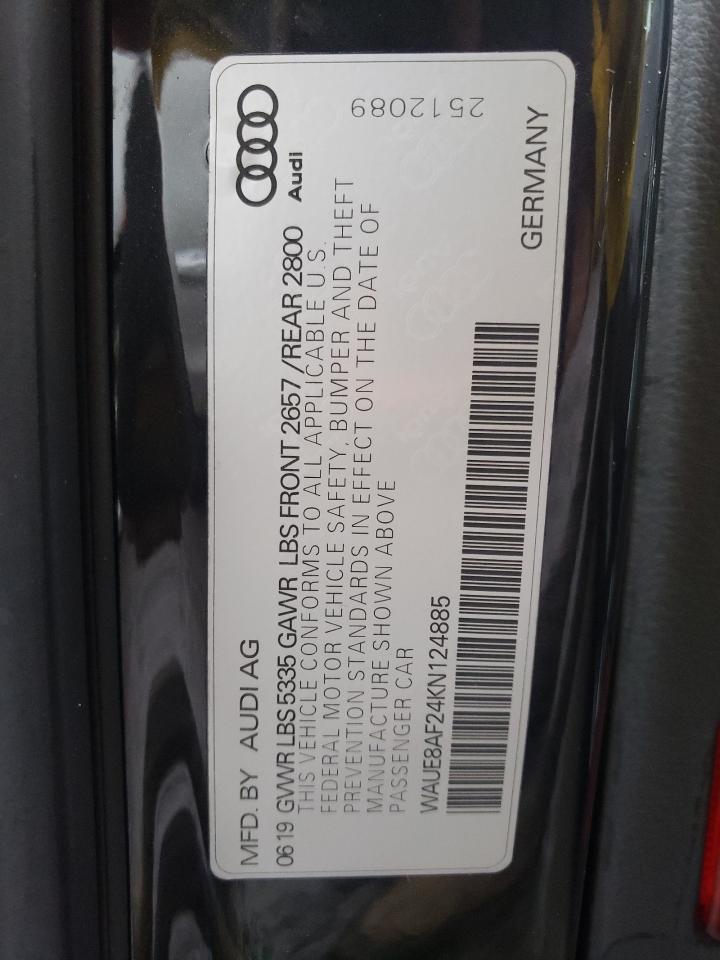 MFD. BY AUDI AG
Audi
06 19 GVWR LBS 5335 GAWR LBS FRONT 2657 /REAR 2800
THIS VEHICLE CONFORMS TO ALL APPLICABLE U.S.
FEDERAL MOTOR VEHICLE SAFETY, BUMPER AND THEFT
PREVENTION STANDARDS IN EFFECT ON THE DATE OF
MANUFACTURE SHOWN ABOVE
PASSENGER CAR
WAUE8AF24KN124885
2512089
GERMANY